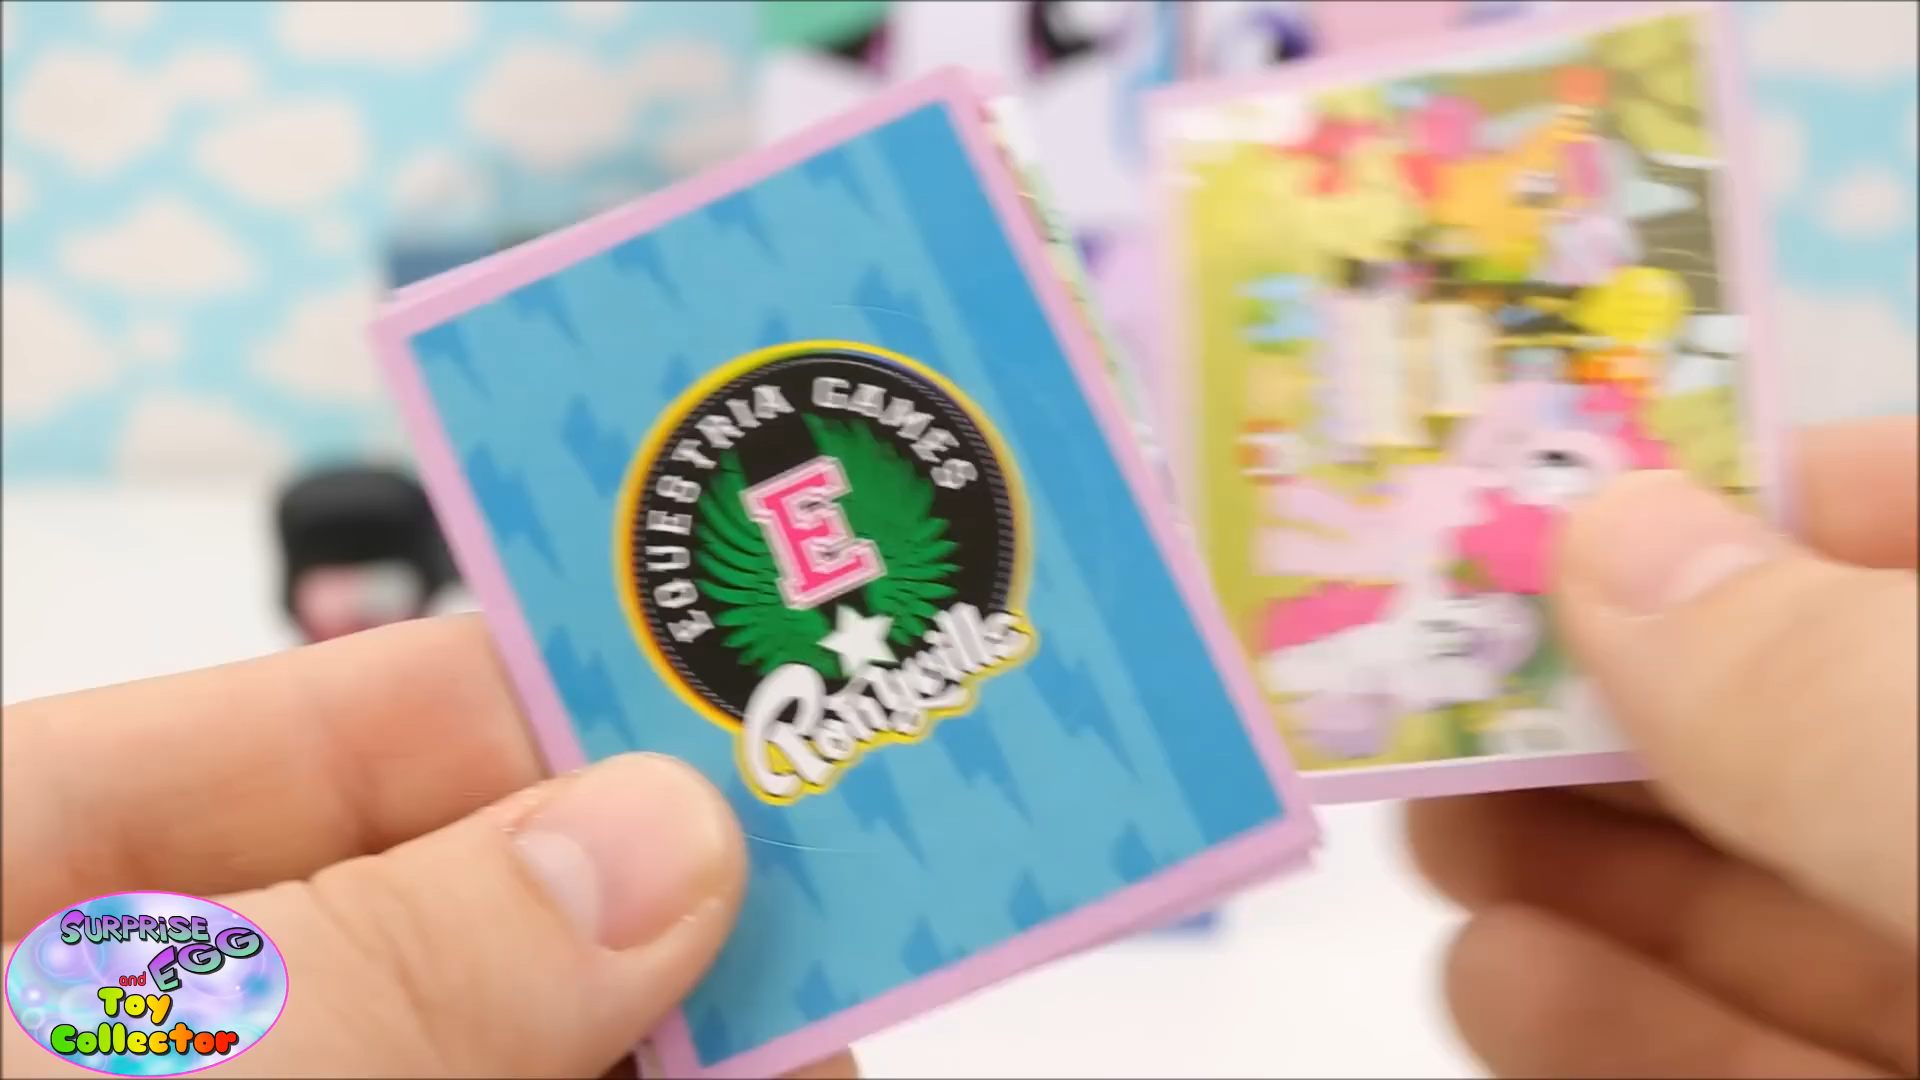 EQUESTRIA GAMES
E
Ponyville
SURPRISE
EGG
and
Toy
Collector